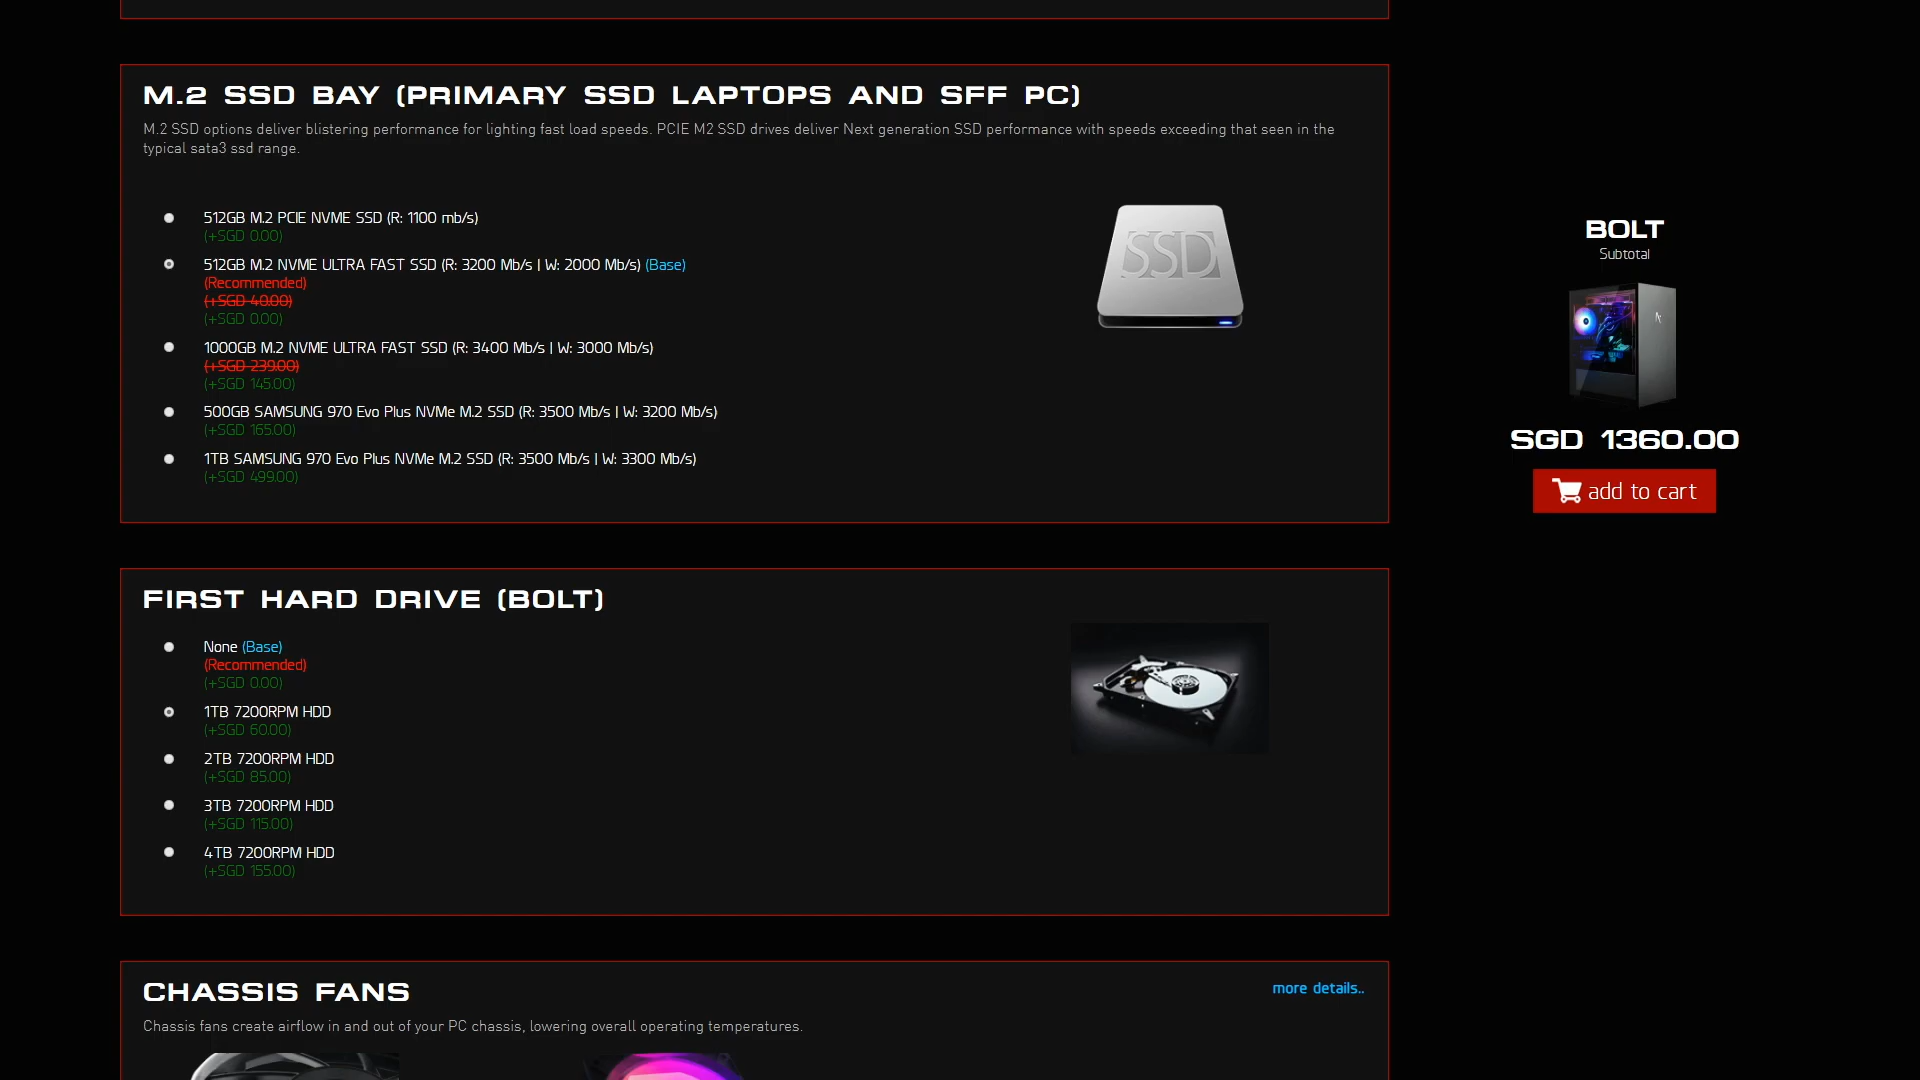 M.2 SSD BAY (PRIMARY SSD LAPTOPS AND SFF PC)
M.2 SSD options deliver blistering performance for lighting fast load speeds. PCIE M2 SSD drives deliver Next generation SSD performance with speeds exceeding that seen in the
typical sata3 ssd range.
512GB M.2 PCIE NVME SSD (R: 1100 mb/s)
(+SGD 0.00)
512GB M.2 NVME ULTRA FAST SSD (R: 3200 Mb/s | W: 2000 Mb/s) (Base)
(Recommended)
(+SGD 40.00)
(+SGD 0.00)
1000GB M.2 NVME ULTRA FAST SSD (R: 3400 Mb/s | W: 3000 Mb/s)
(+SGD 239.00)
(+SGD 145.00)
500GB SAMSUNG 970 Evo Plus NVMe M.2 SSD (R: 3500 Mb/s | W: 3200 Mb/s)
(+SGD 165.00)
1TB SAMSUNG 970 Evo Plus NVMe M.2 SSD (R: 3500 Mb/s | W: 3300 Mb/s)
(+SGD 499.00)
SSD
BOLT
Subtotal
SGD 1360.00
add to cart
FIRST HARD DRIVE (BOLT)
None (Base)
(Recommended)
(+SGD 0.00)
1TB 7200RPM HDD
(+SGD 60.00)
2TB 7200RPM HDD
(+SGD 85.00)
3TB 7200RPM HDD
(+SGD 115.00)
4TB 7200RPM HDD
(+SGD 155.00)
CHASSIS FANS
more details..
Chassis fans create airflow in and out of your PC chassis, lowering overall operating temperatures.